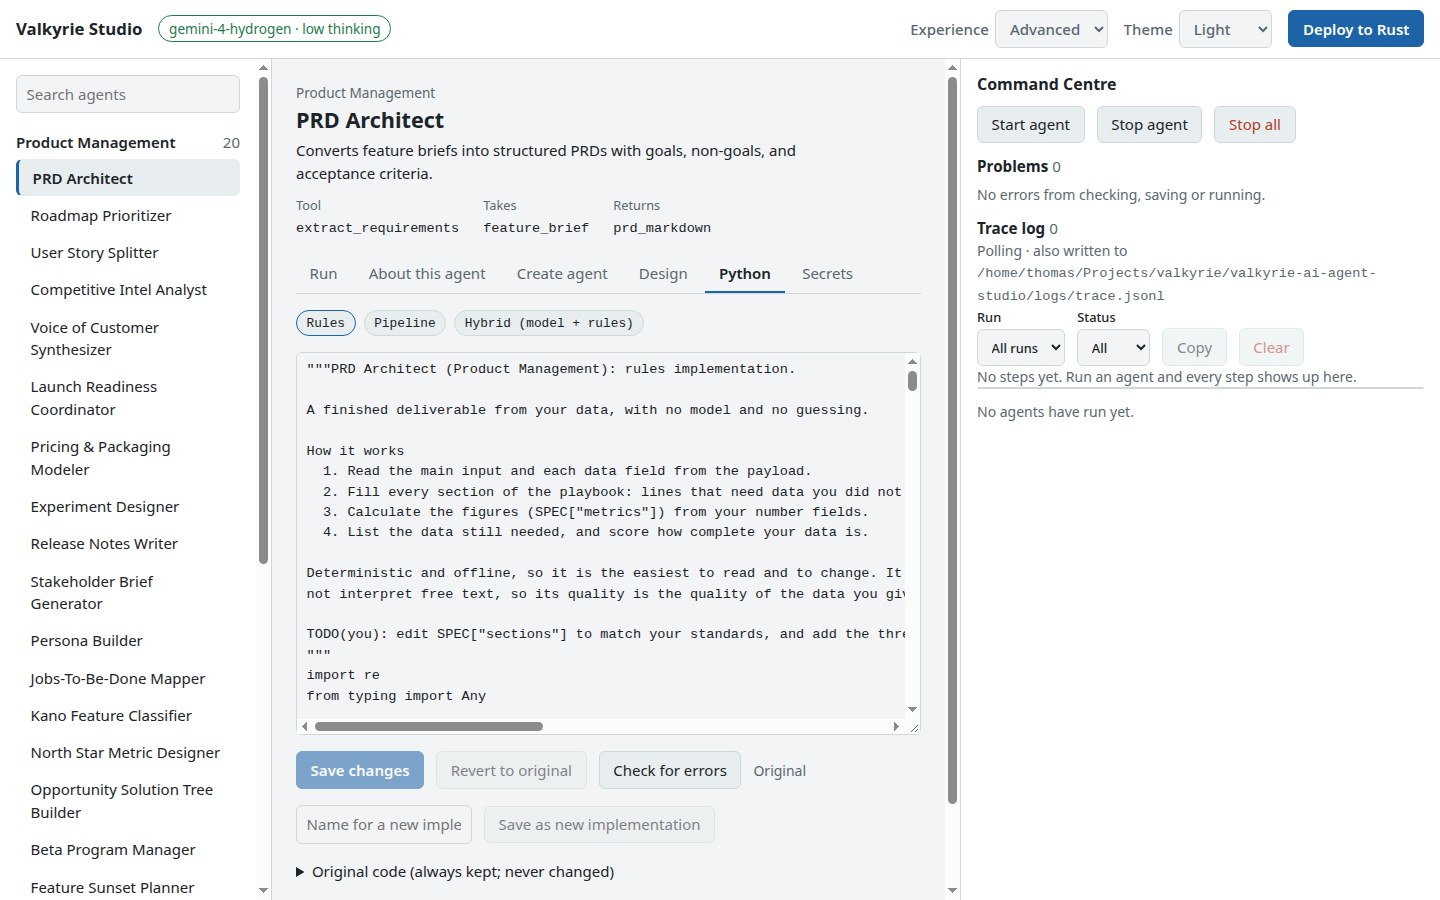 Valkyrie Studio
gemini-4-hydrogen · low thinking
Experience
Advanced
Theme
Light
Deploy to Rust
Search agents
Product Management 20
PRD Architect
Roadmap Prioritizer
User Story Splitter
Competitive Intel Analyst
Voice of Customer
Synthesizer
Launch Readiness
Coordinator
Pricing & Packaging
Modeler
Experiment Designer
Release Notes Writer
Stakeholder Brief
Generator
Persona Builder
Jobs-To-Be-Done Mapper
Kano Feature Classifier
North Star Metric Designer
Opportunity Solution Tree
Builder
Beta Program Manager
Feature Sunset Planner
Product Management
PRD Architect
Converts feature briefs into structured PRDs with goals, non-goals, and
acceptance criteria.
Tool Takes Returns
extract_requirements feature_brief prd_markdown
Run About this agent Create agent Design Python Secrets
Rules Pipeline Hybrid (model + rules)
"""PRD Architect (Product Management): rules implementation.
A finished deliverable from your data, with no model and no guessing.
How it works
1. Read the main input and each data field from the payload.
2. Fill every section of the playbook: lines that need data you did not
3. Calculate the figures (SPEC["metrics"]) from your number fields.
4. List the data still needed, and score how complete your data is.
Deterministic and offline, so it is the easiest to read and to change. It
not interpret free text, so its quality is the quality of the data you giv
TODO(you): edit SPEC["sections"] to match your standards, and add the thre
"""
import re
from typing import Any
Save changes Revert to original Check for errors Original
Name for a new imple Save as new implementation
Original code (always kept; never changed)
Command Centre
Start agent Stop agent Stop all
Problems 0
No errors from checking, saving or running.
Trace log 0
Polling · also written to
/home/thomas/Projects/valkyrie/valkyrie-ai-agent-
studio/logs/trace.jsonl
Run Status
All runs All Copy Clear
No steps yet. Run an agent and every step shows up here.
No agents have run yet.